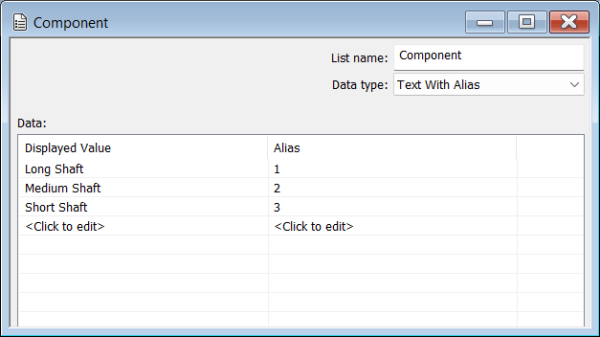 Component
List name: Component
Data type: Text With Alias
Data:
Displayed Value Alias
Long Shaft 1
Medium Shaft 2
Short Shaft 3
<Click to edit> <Click to edit>